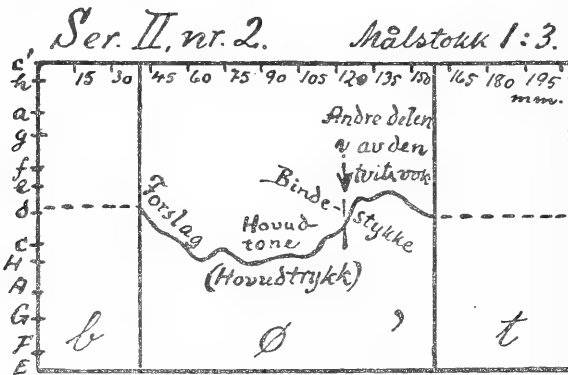 Ser. II, nr. 2. Målstokk 1:3.
c'
15 30 45 60 75 90 105 120 135 150 165 180 195
mm.
h
a
g
f
e
d
c
H
A
G
F
E
Andre delen
av den
tvitvok
Binde-
stykke
Forslag
Hovud-
tone
(Hovudtrykk)
b ø , t